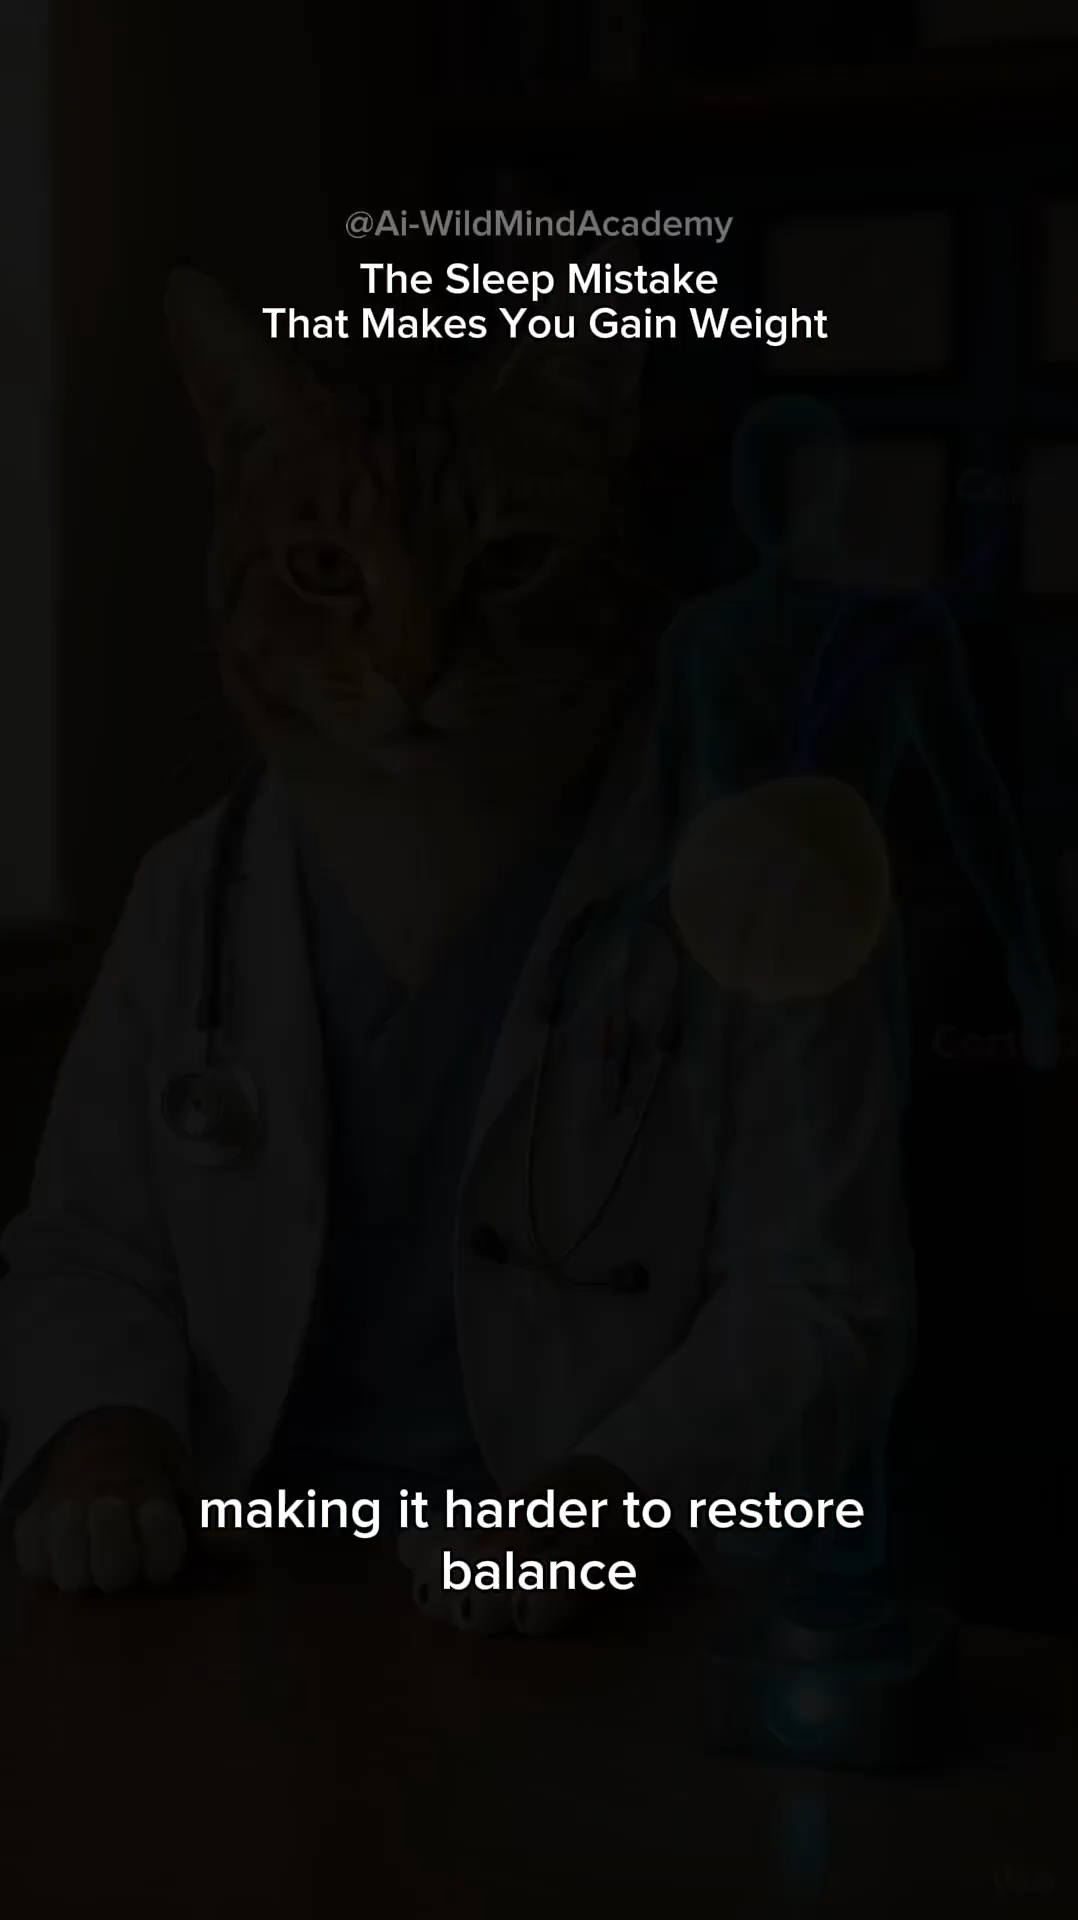 @Ai-WildMindAcademy
The Sleep Mistake
That Makes You Gain Weight
making it harder to restore
balance